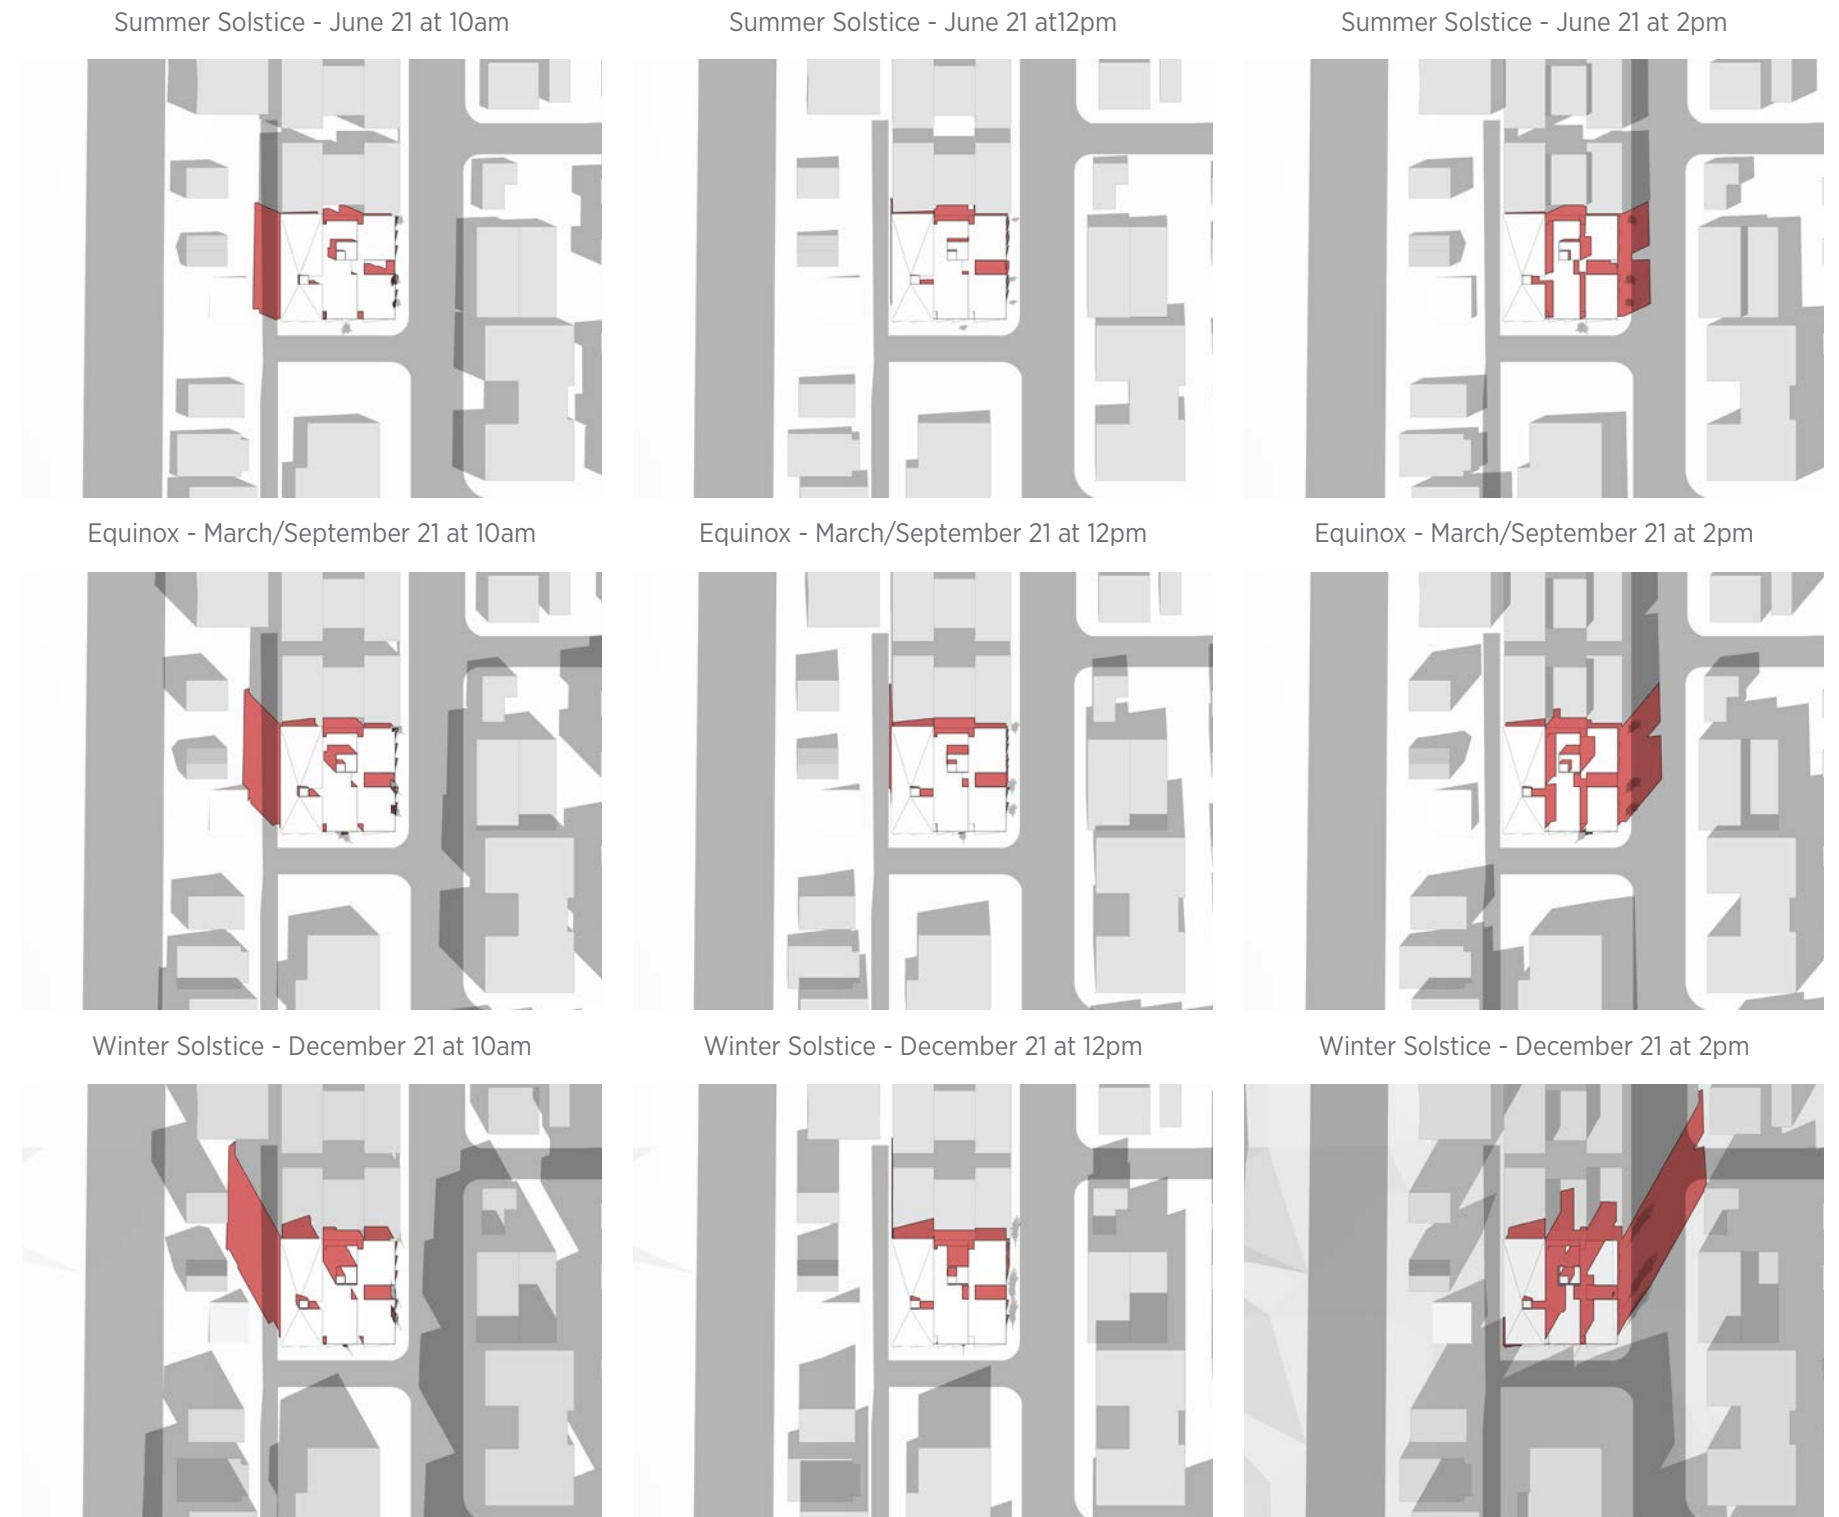 Summer Solstice - June 21 at 10am
Summer Solstice - June 21 at12pm
Summer Solstice - June 21 at 2pm
Equinox - March/September 21 at 10am
Equinox - March/September 21 at 12pm
Equinox - March/September 21 at 2pm
Winter Solstice - December 21 at 10am
Winter Solstice - December 21 at 12pm
Winter Solstice - December 21 at 2pm